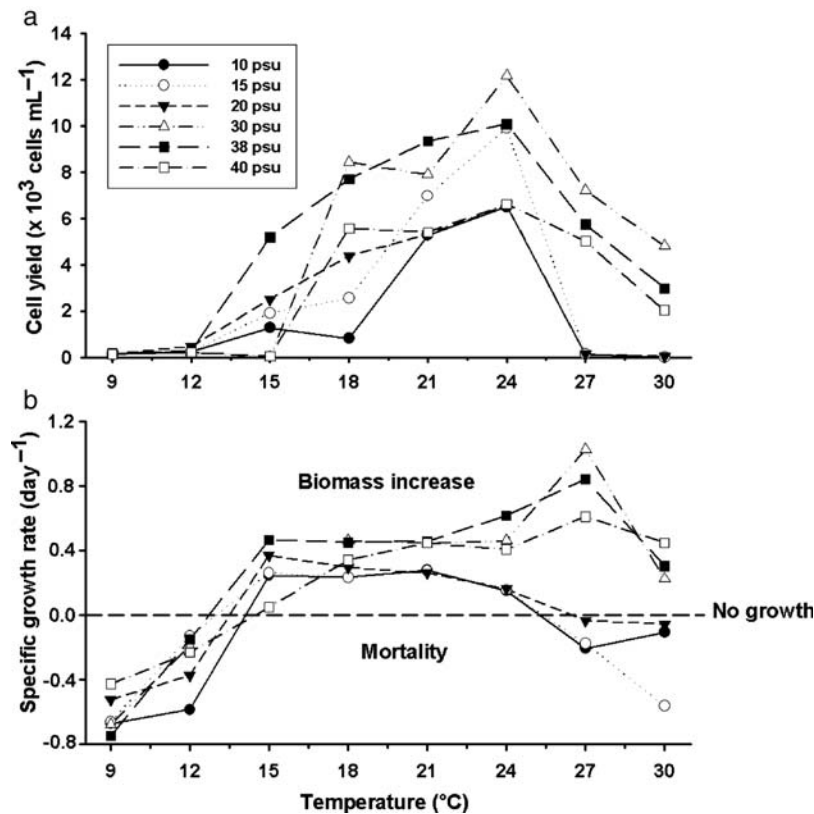 a
14
12
10
8
6
4
2
0
Cell yield (x 10³ cells mL⁻¹)
10 psu
15 psu
20 psu
30 psu
38 psu
40 psu
9 12 15 18 21 24 27 30
b
1.2
0.8
0.4
0.0
-0.4
-0.8
Specific growth rate (day⁻¹)
Biomass increase
No growth
Mortality
9 12 15 18 21 24 27 30
Temperature (°C)